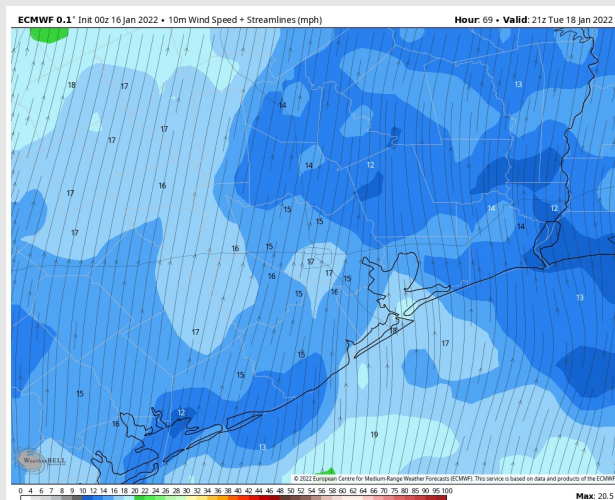 ECMWF 0.1° Init 00z 16 Jan 2022 • 10m Wind Speed + Streamlines (mph)
Hour: 69 • Valid: 21z Tue 18 Jan 2022
18 17 13
14
17 17
14 12
17 16
15 14 12
15 14
17
16 15
17
16 17 15
15 16 13
18
17 17
15
15
15
12
16
19
13
WeatherBELL
© 2022 European Centre for Medium-Range Weather Forecasts (ECMWF). This service is based on data and products of the ECMWF
0 4 6 7 8 9 10 12 14 16 18 20 22 24 26 28 30 32 34 36 38 40 42 44 46 48 50 52 54 56 58 60 62 64 66 68 70 75 80 85 90 95 100
Max: 20.5